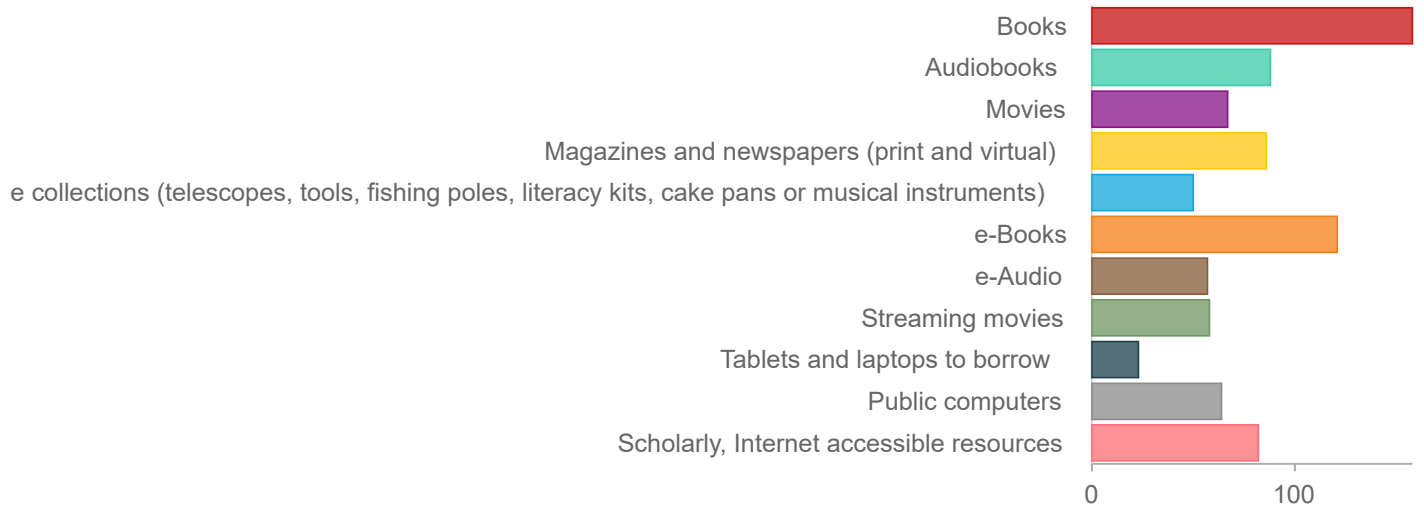 Books
Audiobooks
Movies
Magazines and newspapers (print and virtual)
e collections (telescopes, tools, fishing poles, literacy kits, cake pans or musical instruments)
e-Books
e-Audio
Streaming movies
Tablets and laptops to borrow
Public computers
Scholarly, Internet accessible resources
0 100